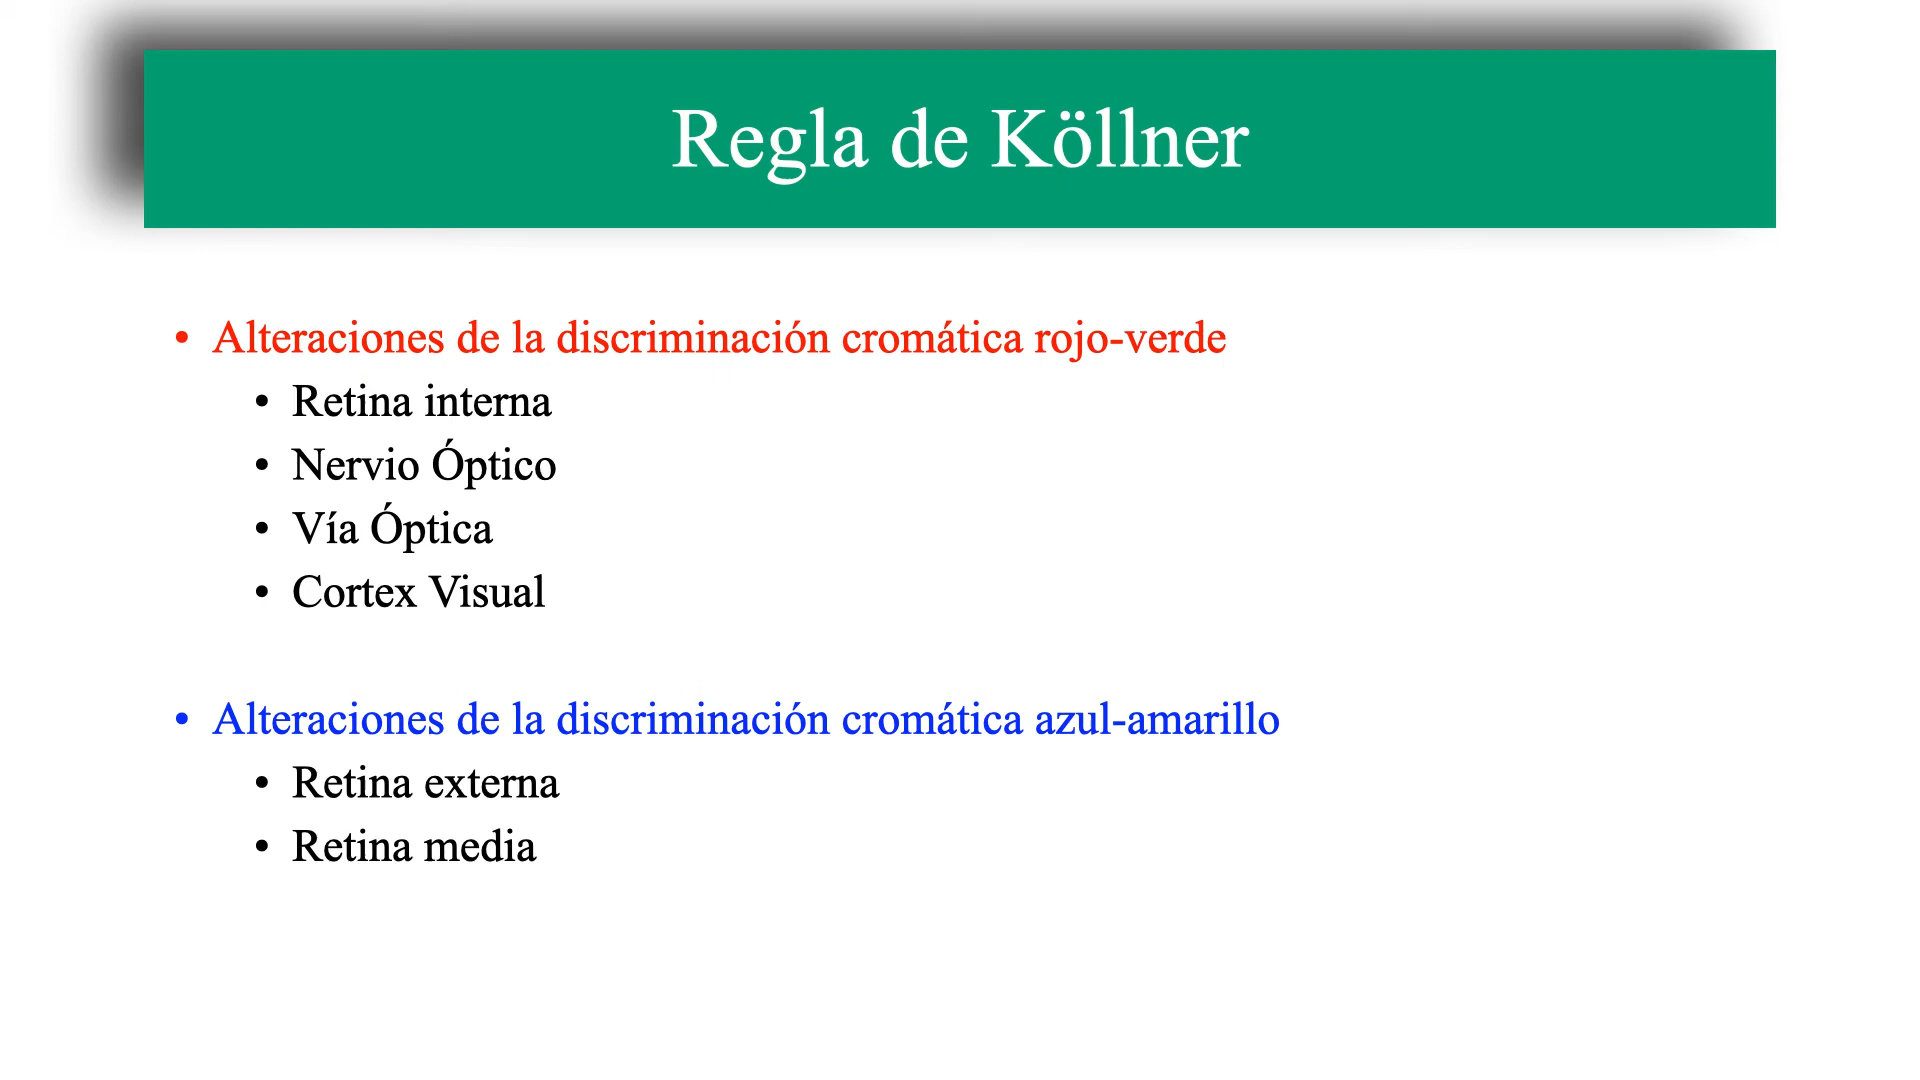 Regla de Köllner
• Alteraciones de la discriminación cromática rojo-verde
• Retina interna
• Nervio Óptico
• Vía Óptica
• Cortex Visual
• Alteraciones de la discriminación cromática azul-amarillo
• Retina externa
• Retina media